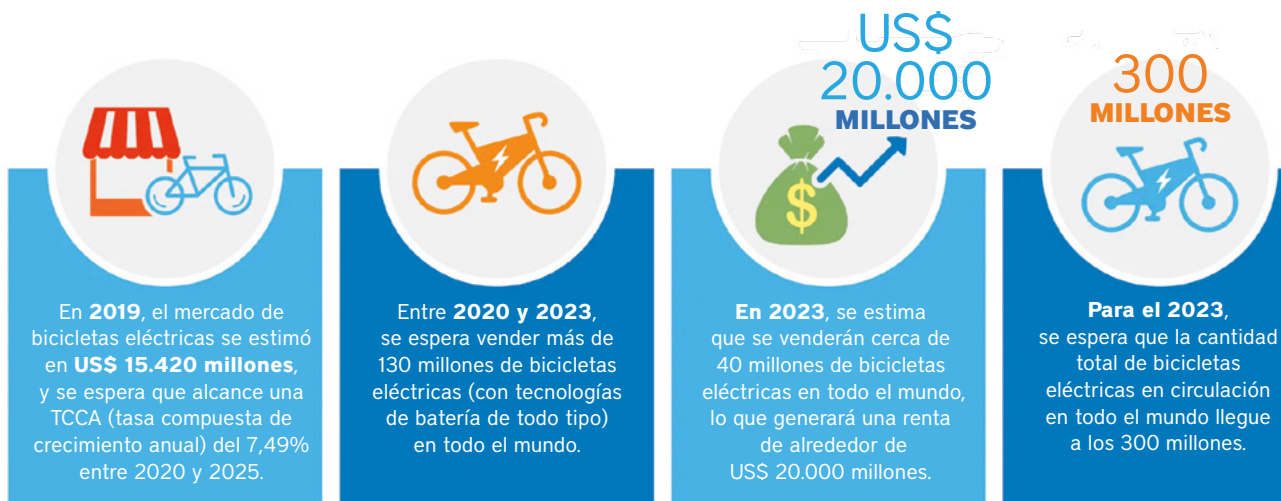 US$
20.000
MILLONES
300
MILLONES
$
En 2019, el mercado de
bicicletas eléctricas se estimó
en US$ 15.420 millones,
y se espera que alcance una
TCCA (tasa compuesta de
crecimiento anual) del 7,49%
entre 2020 y 2025.
Entre 2020 y 2023,
se espera vender más de
130 millones de bicicletas
eléctricas (con tecnologías
de batería de todo tipo)
en todo el mundo.
En 2023, se estima
que se venderán cerca de
40 millones de bicicletas
eléctricas en todo el mundo,
lo que generará una renta
de alrededor de
US$ 20.000 millones.
Para el 2023,
se espera que la cantidad
total de bicicletas
eléctricas en circulación
en todo el mundo llegue
a los 300 millones.